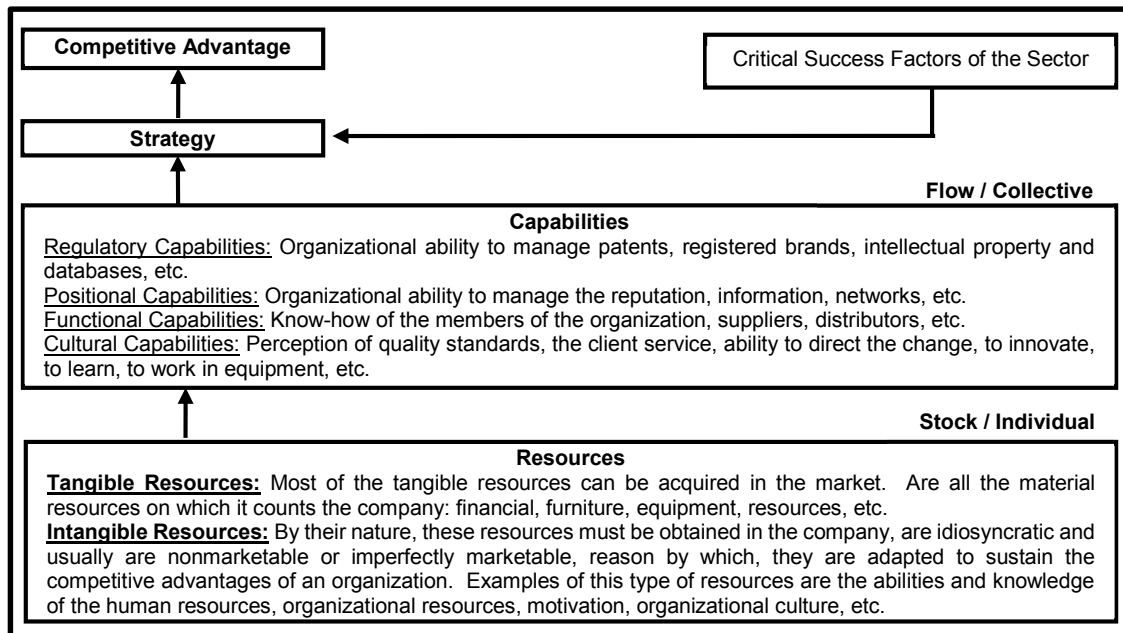 Competitive Advantage
Critical Success Factors of the Sector
Strategy
Flow / Collective
Capabilities
Regulatory Capabilities: Organizational ability to manage patents, registered brands, intellectual property and
databases, etc.
Positional Capabilities: Organizational ability to manage the reputation, information, networks, etc.
Functional Capabilities: Know-how of the members of the organization, suppliers, distributors, etc.
Cultural Capabilities: Perception of quality standards, the client service, ability to direct the change, to innovate,
to learn, to work in equipment, etc.
Stock / Individual
Resources
Tangible Resources: Most of the tangible resources can be acquired in the market. Are all the material
resources on which it counts the company: financial, furniture, equipment, resources, etc.
Intangible Resources: By their nature, these resources must be obtained in the company, are idiosyncratic and
usually are nonmarketable or imperfectly marketable, reason by which, they are adapted to sustain the
competitive advantages of an organization. Examples of this type of resources are the abilities and knowledge
of the human resources, organizational resources, motivation, organizational culture, etc.